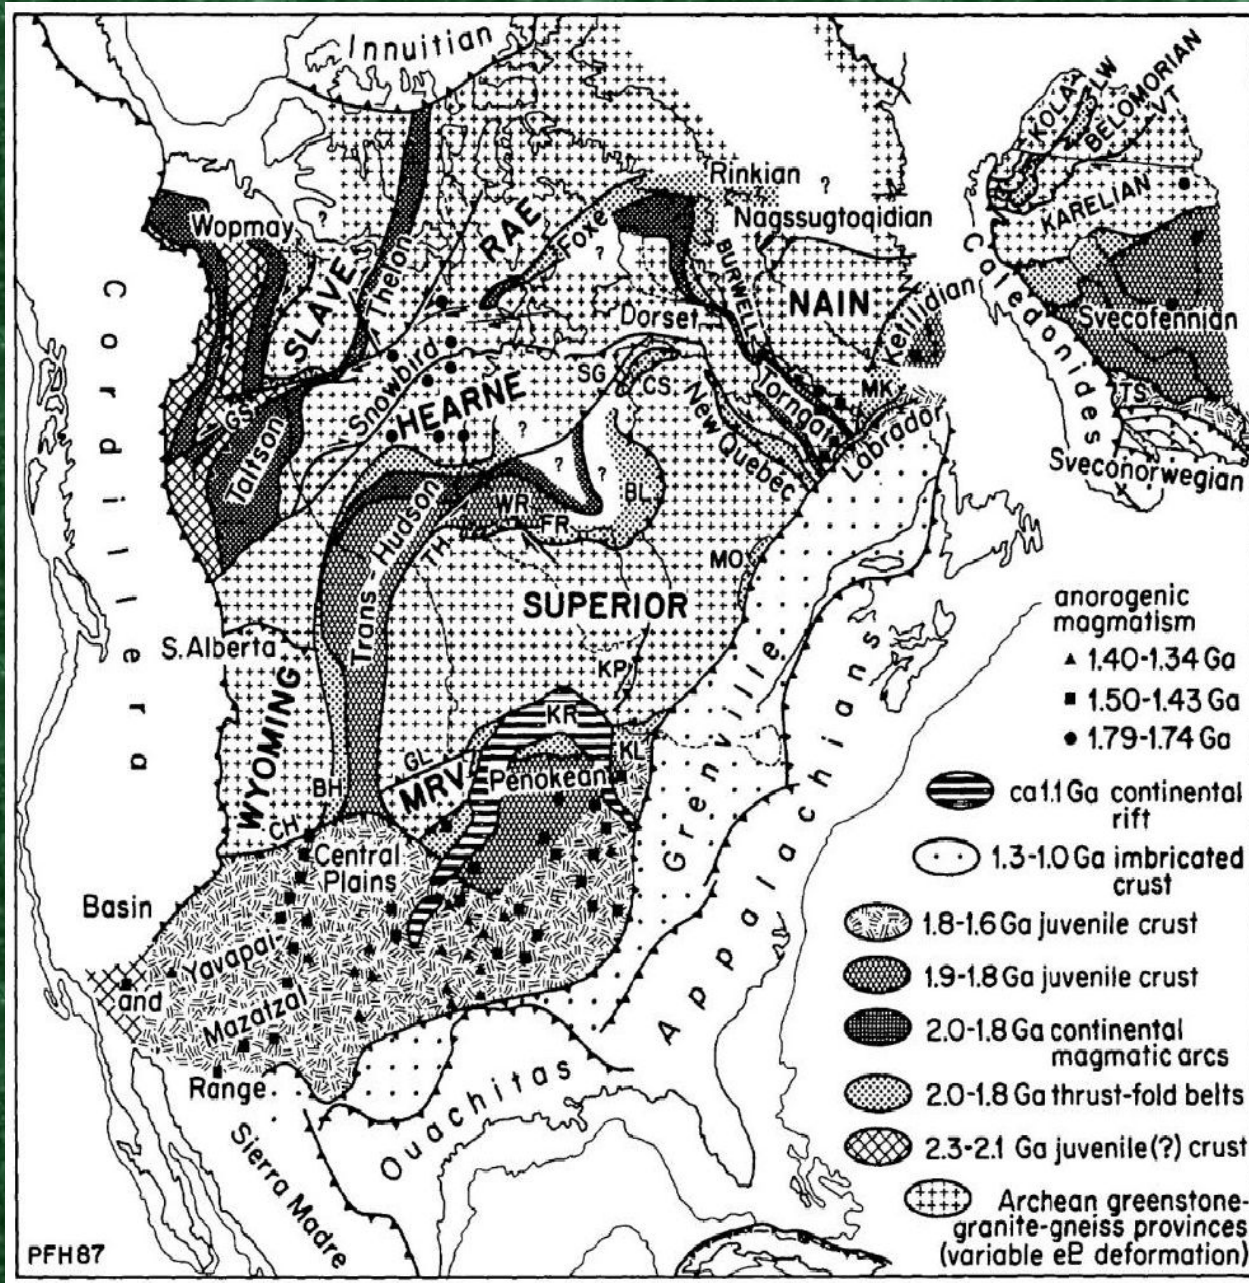 Innuitian
KOLA
LW
BELOMORIAN
VT
KARELIAN
Rinkian
?
Wopmay
?
RAE
Foxe
?
Nagssugtoqidian
Caledonides
SLAVE
Thelon
BURWELL
NAIN
Ketilidian
Svecofennian
Cordillera
Dorset
GS
Snowbird
HEARNE
SG
CS
MK
TS
Taltson
?
New Quebéc
Torngat
Labrador
Sveconorwegian
?
?
WR
FR
BL
Trans-Hudson
TH
MO
SUPERIOR
S. Alberta
KP
WYOMING
KR
KL
GL
MRV
Penokean
BH
CH
Grenville
Appalachians
Central
Plains
Basin
and
Range
Yavapai-
Mazatzal
Ouachitas
Sierra Madre
PFH87
anorogenic
magmatism
1.40-1.34 Ga
1.50-1.43 Ga
1.79-1.74 Ga
ca 1.1 Ga continental
rift
1.3-1.0 Ga imbricated
crust
1.8-1.6 Ga juvenile crust
1.9-1.8 Ga juvenile crust
2.0-1.8 Ga continental
magmatic arcs
2.0-1.8 Ga thrust-fold belts
2.3-2.1 Ga juvenile(?) crust
Archean greenstone-
granite-gneiss provinces